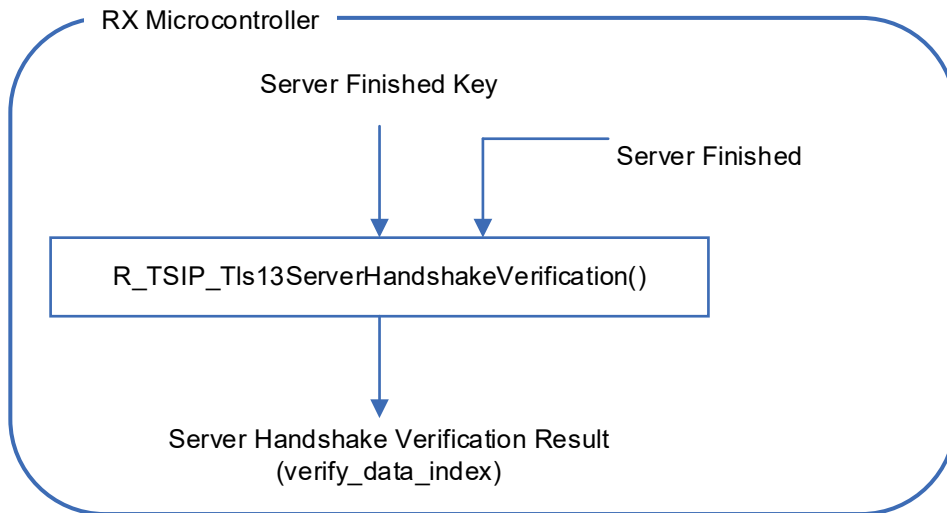 RX Microcontroller
Server Finished Key
Server Finished
R_TSIP_Tls13ServerHandshakeVerification()
Server Handshake Verification Result
(verify_data_index)